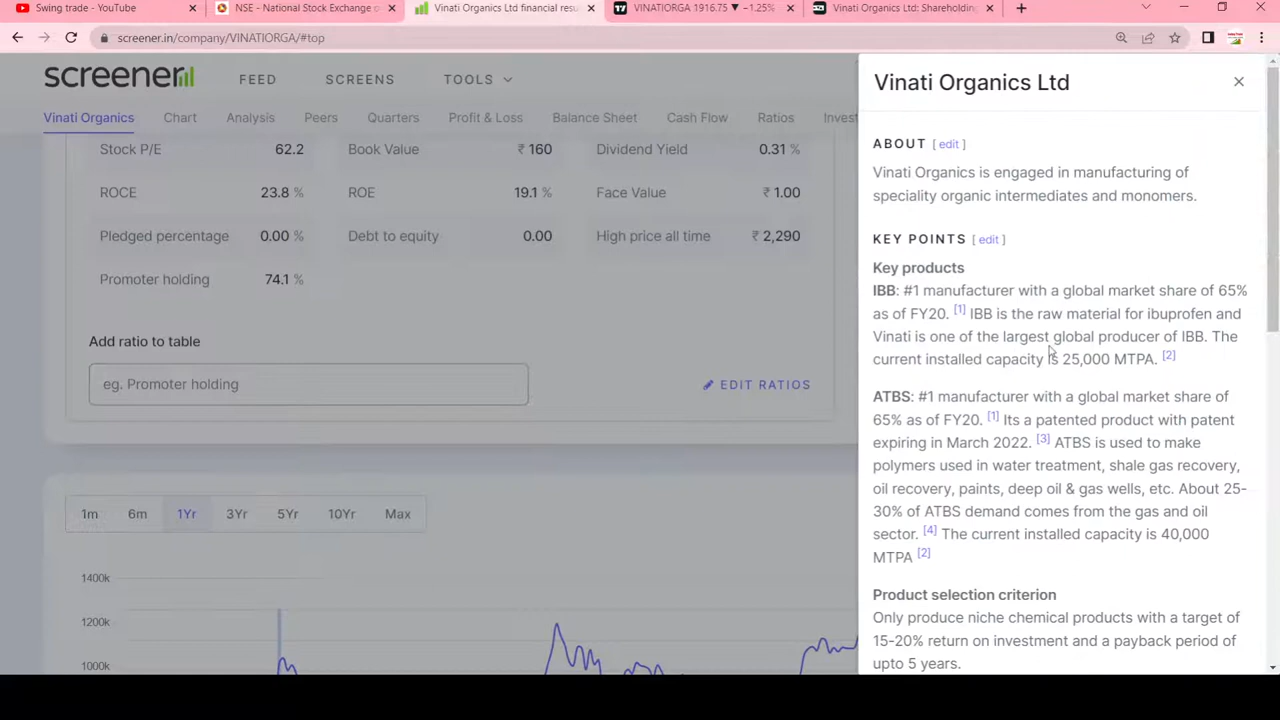 Swing trade - YouTube
NSE - National Stock Exchange o
Vinati Organics Ltd financial resu
VINATIORGA 1916.75 ▼ −1.25%
Vinati Organics Ltd: Shareholding
screener.in/company/VINATIORGA/#top
screener
FEED
SCREENS
TOOLS
Vinati Organics
Chart
Analysis
Peers
Quarters
Profit & Loss
Balance Sheet
Cash Flow
Ratios
Invest
Stock P/E 62.2
Book Value ₹ 160
Dividend Yield 0.31 %
ROCE 23.8 %
ROE 19.1 %
Face Value ₹ 1.00
Pledged percentage 0.00 %
Debt to equity 0.00
High price all time ₹ 2,290
Promoter holding 74.1 %
Add ratio to table
eg. Promoter holding
EDIT RATIOS
1m 6m 1Yr 3Yr 5Yr 10Yr Max
1400k
1200k
1000k
Vinati Organics Ltd
ABOUT [ edit ]
Vinati Organics is engaged in manufacturing of
speciality organic intermediates and monomers.
KEY POINTS [ edit ]
Key products
IBB: #1 manufacturer with a global market share of 65%
as of FY20. [1] IBB is the raw material for ibuprofen and
Vinati is one of the largest global producer of IBB. The
current installed capacity is 25,000 MTPA. [2]
ATBS: #1 manufacturer with a global market share of
65% as of FY20. [1] Its a patented product with patent
expiring in March 2022. [3] ATBS is used to make
polymers used in water treatment, shale gas recovery,
oil recovery, paints, deep oil & gas wells, etc. About 25-
30% of ATBS demand comes from the gas and oil
sector. [4] The current installed capacity is 40,000
MTPA [2]
Product selection criterion
Only produce niche chemical products with a target of
15-20% return on investment and a payback period of
upto 5 years.